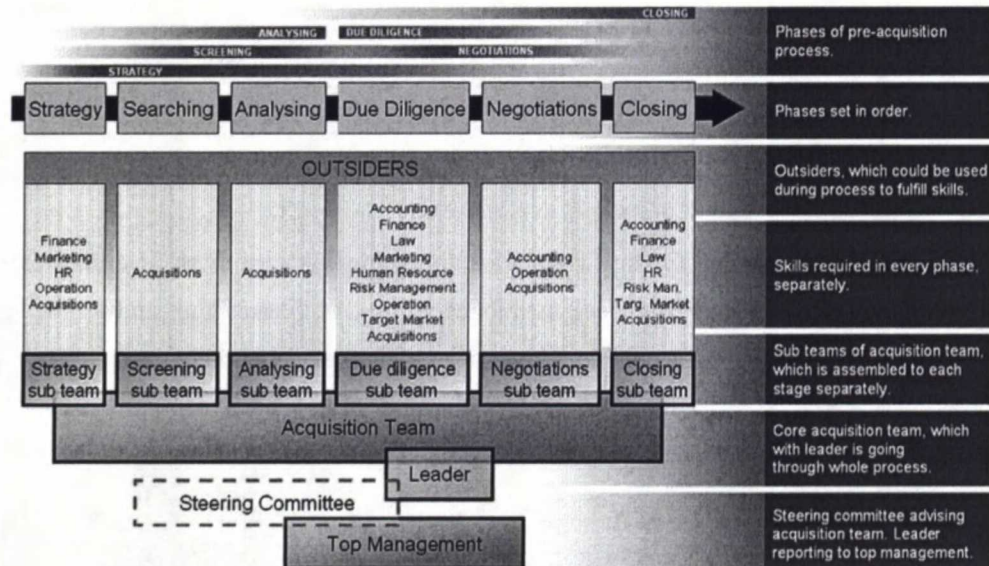 CLOSING
ANALYSING
DUE DILIGENCE
SCREENING
NEGOTIATIONS
STRATEGY
Phases of pre-acquisition
process.
Strategy
Searching
Analysing
Due Diligence
Negotiations
Closing
Phases set in order.
OUTSIDERS
Outsiders, which could be used
during process to fulfill skills.
Finance
Marketing
HR
Operation
Acquisitions
Acquisitions
Acquisitions
Accounting
Finance
Law
Marketing
Human Resource
Risk Management
Operation
Target Market
Acquisitions
Accounting
Operation
Acquisitions
Accounting
Finance
Law
HR
Risk Man.
Targ. Market
Acquisitions
Skills required in every phase,
separately.
Strategy
sub team
Screening
sub team
Analysing
sub team
Due diligence
sub team
Negotiations
sub team
Closing
sub team
Sub teams of acquisition team,
which is assembled to each
stage separately.
Acquisition Team
Core acquisition team, which
with leader is going
through whole process.
Leader
Steering Committee
Top Management
Steering committee advising
acquisition team. Leader
reporting to top management.